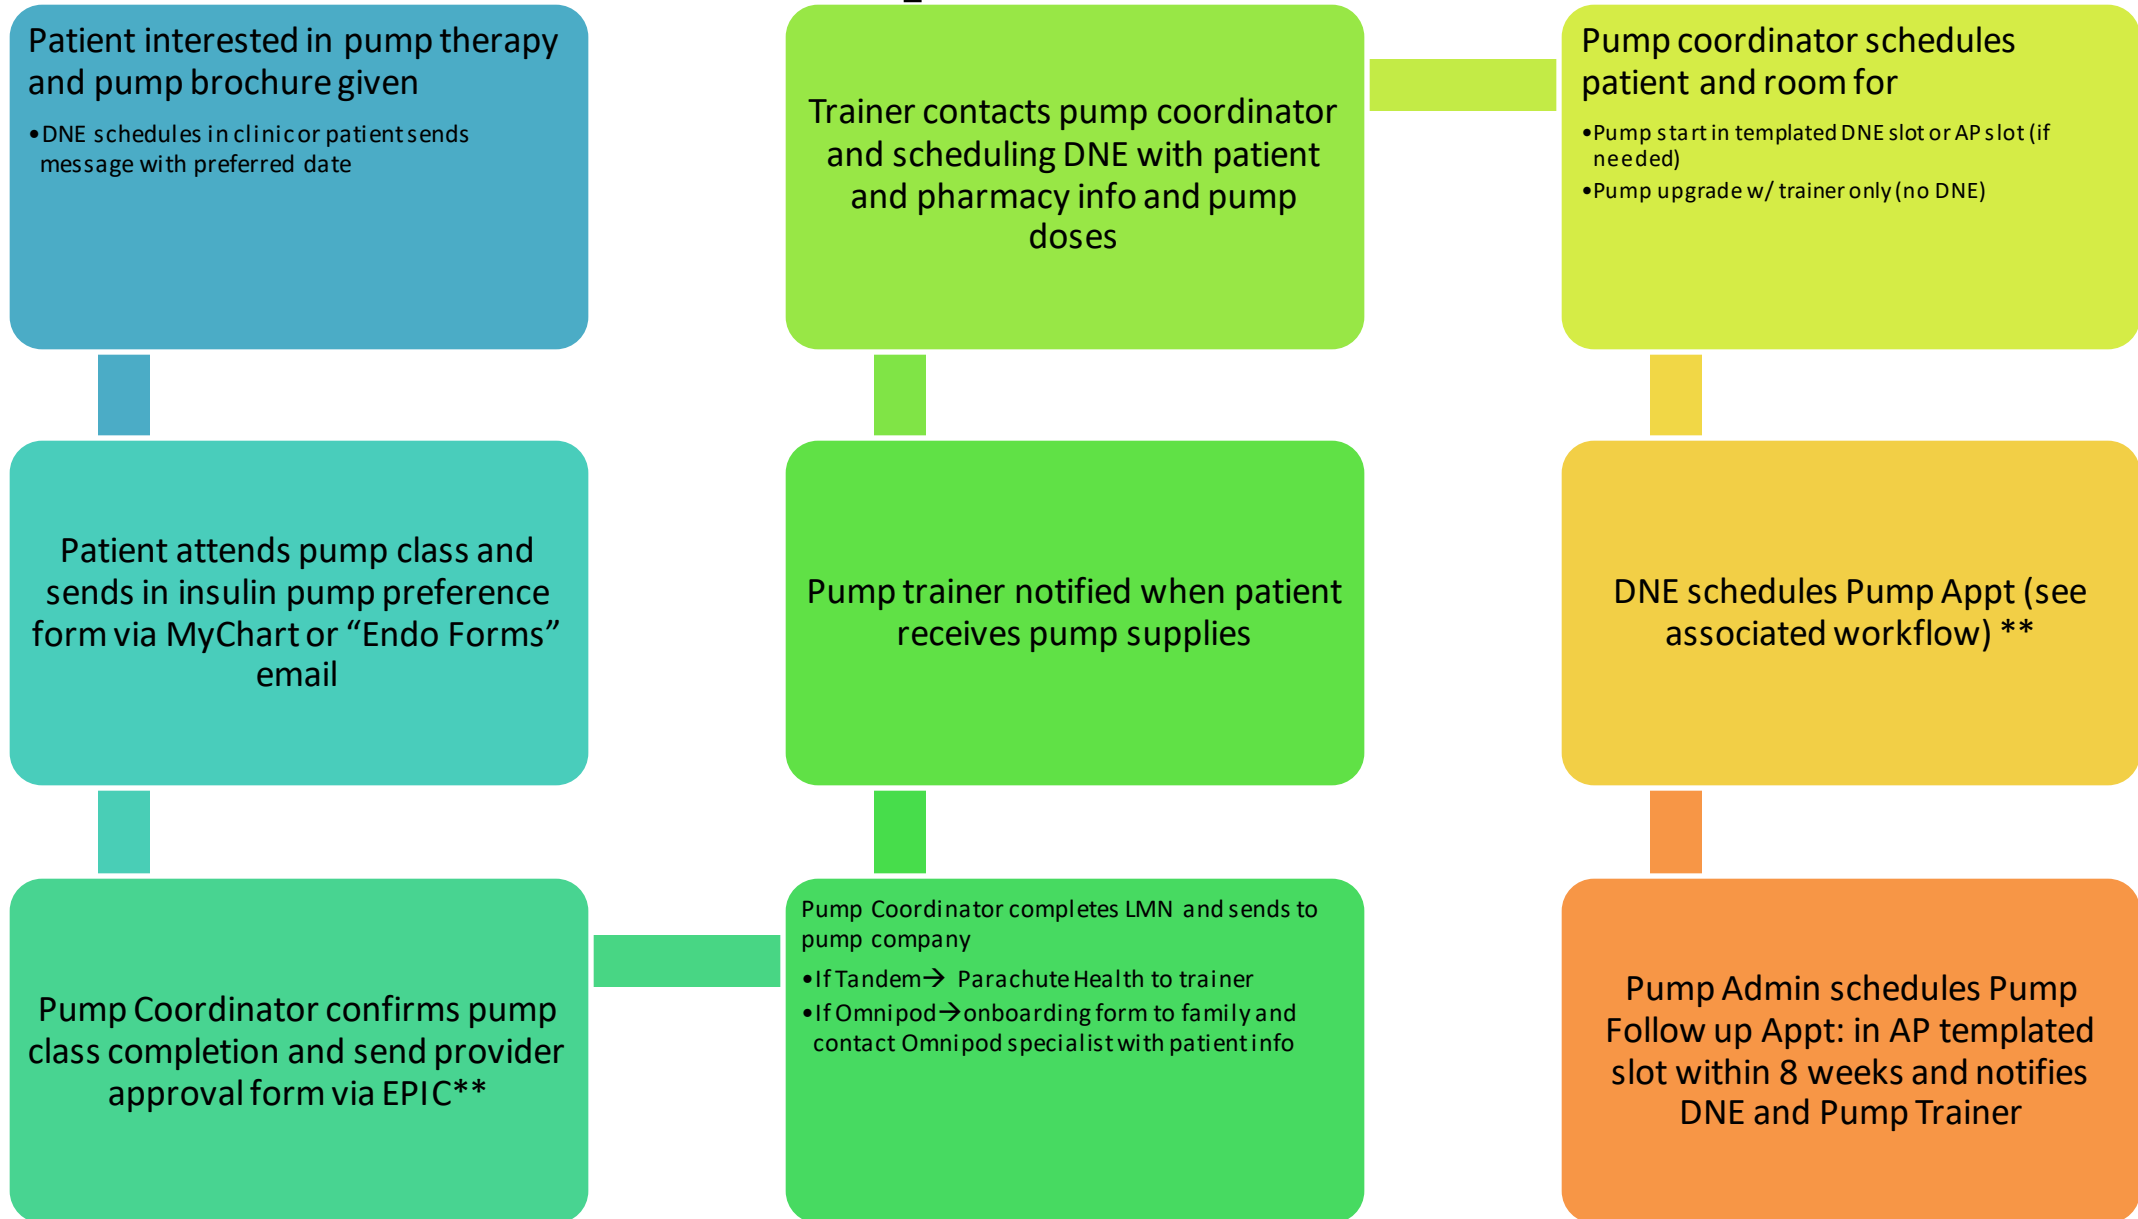 Patient interested in pump therapy
and pump brochure given
•DNE schedules in clinic or patient sends
message with preferred date
Patient attends pump class and
sends in insulin pump preference
form via MyChart or “Endo Forms”
email
Pump Coordinator confirms pump
class completion and send provider
approval form via EPIC**
Pump Coordinator completes LMN and sends to
pump company
•If Tandem→ Parachute Health to trainer
•If Omnipod→onboarding form to family and
contact Omnipod specialist with patient info
Pump trainer notified when patient
receives pump supplies
Trainer contacts pump coordinator
and scheduling DNE with patient
and pharmacy info and pump
doses
Pump coordinator schedules
patient and room for
•Pump start in templated DNE slot or AP slot (if
needed)
•Pump upgrade w/ trainer only (no DNE)
DNE schedules Pump Appt (see
associated workflow) **
Pump Admin schedules Pump
Follow up Appt: in AP templated
slot within 8 weeks and notifies
DNE and Pump Trainer